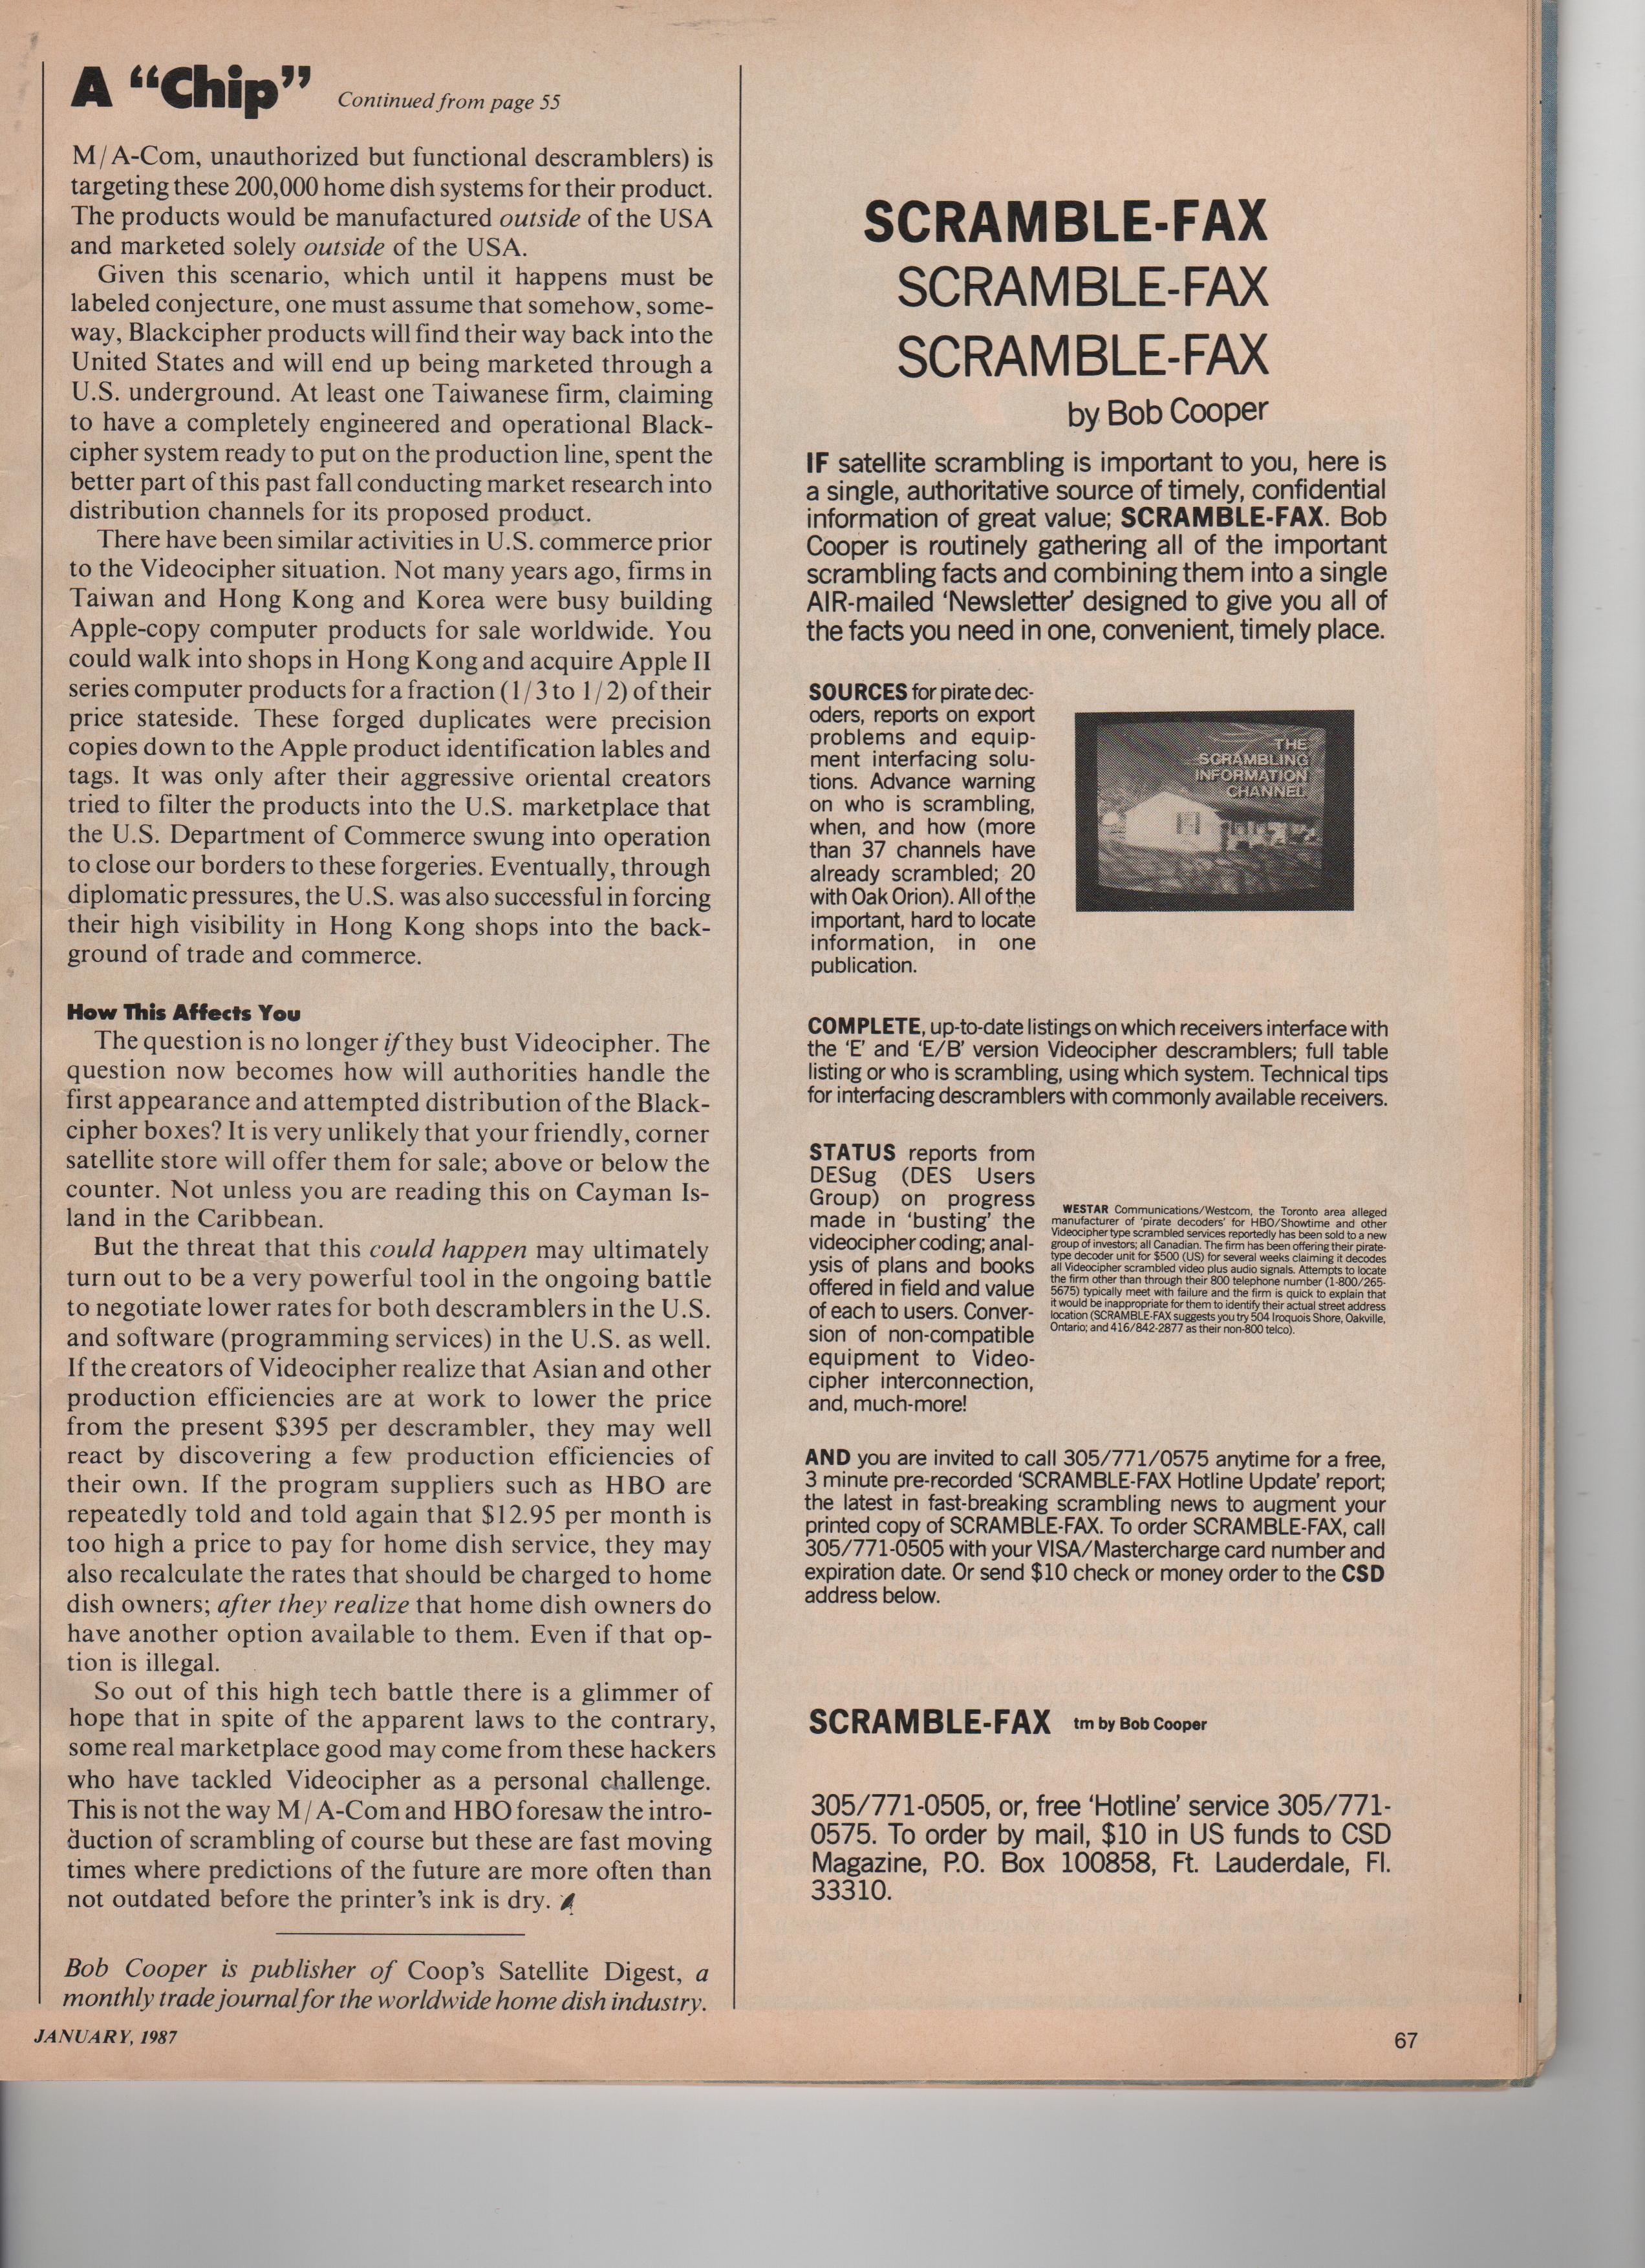 A “Chip” Continued from page 55
M/A-Com, unauthorized but functional descramblers) is
targeting these 200,000 home dish systems for their product.
The products would be manufactured outside of the USA
and marketed solely outside of the USA.
Given this scenario, which until it happens must be
labeled conjecture, one must assume that somehow, some-
way, Blackcipher products will find their way back into the
United States and will end up being marketed through a
U.S. underground. At least one Taiwanese firm, claiming
to have a completely engineered and operational Black-
cipher system ready to put on the production line, spent the
better part of this past fall conducting market research into
distribution channels for its proposed product.
There have been similar activities in U.S. commerce prior
to the Videocipher situation. Not many years ago, firms in
Taiwan and Hong Kong and Korea were busy building
Apple-copy computer products for sale worldwide. You
could walk into shops in Hong Kong and acquire Apple II
series computer products for a fraction (1/3 to 1/2) of their
price stateside. These forged duplicates were precision
copies down to the Apple product identification lables and
tags. It was only after their aggressive oriental creators
tried to filter the products into the U.S. marketplace that
the U.S. Department of Commerce swung into operation
to close our borders to these forgeries. Eventually, through
diplomatic pressures, the U.S. was also successful in forcing
their high visibility in Hong Kong shops into the back-
ground of trade and commerce.
How This Affects You
The question is no longer if they bust Videocipher. The
question now becomes how will authorities handle the
first appearance and attempted distribution of the Black-
cipher boxes? It is very unlikely that your friendly, corner
satellite store will offer them for sale; above or below the
counter. Not unless you are reading this on Cayman Is-
land in the Caribbean.
But the threat that this could happen may ultimately
turn out to be a very powerful tool in the ongoing battle
to negotiate lower rates for both descramblers in the U.S.
and software (programming services) in the U.S. as well.
If the creators of Videocipher realize that Asian and other
production efficiencies are at work to lower the price
from the present $395 per descrambler, they may well
react by discovering a few production efficiencies of
their own. If the program suppliers such as HBO are
repeatedly told and told again that $12.95 per month is
too high a price to pay for home dish service, they may
also recalculate the rates that should be charged to home
dish owners; after they realize that home dish owners do
have another option available to them. Even if that op-
tion is illegal.
So out of this high tech battle there is a glimmer of
hope that in spite of the apparent laws to the contrary,
some real marketplace good may come from these hackers
who have tackled Videocipher as a personal challenge.
This is not the way M/A-Com and HBO foresaw the intro-
duction of scrambling of course but these are fast moving
times where predictions of the future are more often than
not outdated before the printer's ink is dry.
Bob Cooper is publisher of Coop's Satellite Digest, a
monthly trade journal for the worldwide home dish industry.
JANUARY, 1987
SCRAMBLE-FAX
SCRAMBLE-FAX
SCRAMBLE-FAX
by Bob Cooper
IF satellite scrambling is important to you, here is
a single, authoritative source of timely, confidential
information of great value; SCRAMBLE-FAX. Bob
Cooper is routinely gathering all of the important
scrambling facts and combining them into a single
AIR-mailed ‘Newsletter’ designed to give you all of
the facts you need in one, convenient, timely place.
SOURCES for pirate dec-
oders, reports on export
problems and equip-
ment interfacing solu-
tions. Advance warning
on who is scrambling,
when, and how (more
than 37 channels have
already scrambled; 20
with Oak Orion). All of the
important, hard to locate
information, in one
publication.
THE
SCRAMBLING
INFORMATION
CHANNEL
COMPLETE, up-to-date listings on which receivers interface with
the ‘E’ and ‘E/B’ version Videocipher descramblers; full table
listing or who is scrambling, using which system. Technical tips
for interfacing descramblers with commonly available receivers.
STATUS reports from
DESug (DES Users
Group) on progress
made in ‘busting’ the
videocipher coding; anal-
ysis of plans and books
offered in field and value
of each to users. Conver-
sion of non-compatible
equipment to Video-
cipher interconnection,
and, much-more!
WESTAR Communications/Westcom, the Toronto area alleged
manufacturer of ‘pirate decoders’ for HBO/Showtime and other
Videocipher type scrambled services reportedly has been sold to a new
group of investors; all Canadian. The firm has been offering their pirate-
type decoder unit for $500 (US) for several weeks claiming it decodes
all Videocipher scrambled video plus audio signals. Attempts to locate
the firm other than through their 800 telephone number (1-800/265-
5675) typically meet with failure and the firm is quick to explain that
it would be inappropriate for them to identify their actual street address
location (SCRAMBLE-FAX suggests you try 504 Iroquois Shore, Oakville,
Ontario; and 416/842-2877 as their non-800 telco).
AND you are invited to call 305/771/0575 anytime for a free,
3 minute pre-recorded ‘SCRAMBLE-FAX Hotline Update’ report;
the latest in fast-breaking scrambling news to augment your
printed copy of SCRAMBLE-FAX. To order SCRAMBLE-FAX, call
305/771-0505 with your VISA/Mastercharge card number and
expiration date. Or send $10 check or money order to the CSD
address below.
SCRAMBLE-FAX tm by Bob Cooper
305/771-0505, or, free ‘Hotline’ service 305/771-
0575. To order by mail, $10 in US funds to CSD
Magazine, P.O. Box 100858, Ft. Lauderdale, Fl.
33310.
67